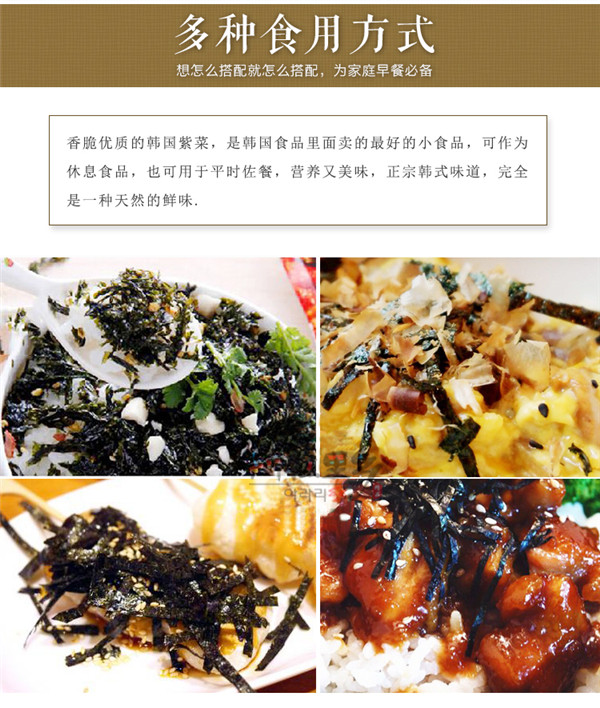 多种食用方式
想怎么搭配就怎么搭配，为家庭早餐必备
香脆优质的韩国紫菜，是韩国食品里面卖的最好的小食品，可作为
休息食品，也可用于平时佐餐，营养又美味，正宗韩式味道，完全
是一种天然的鲜味.